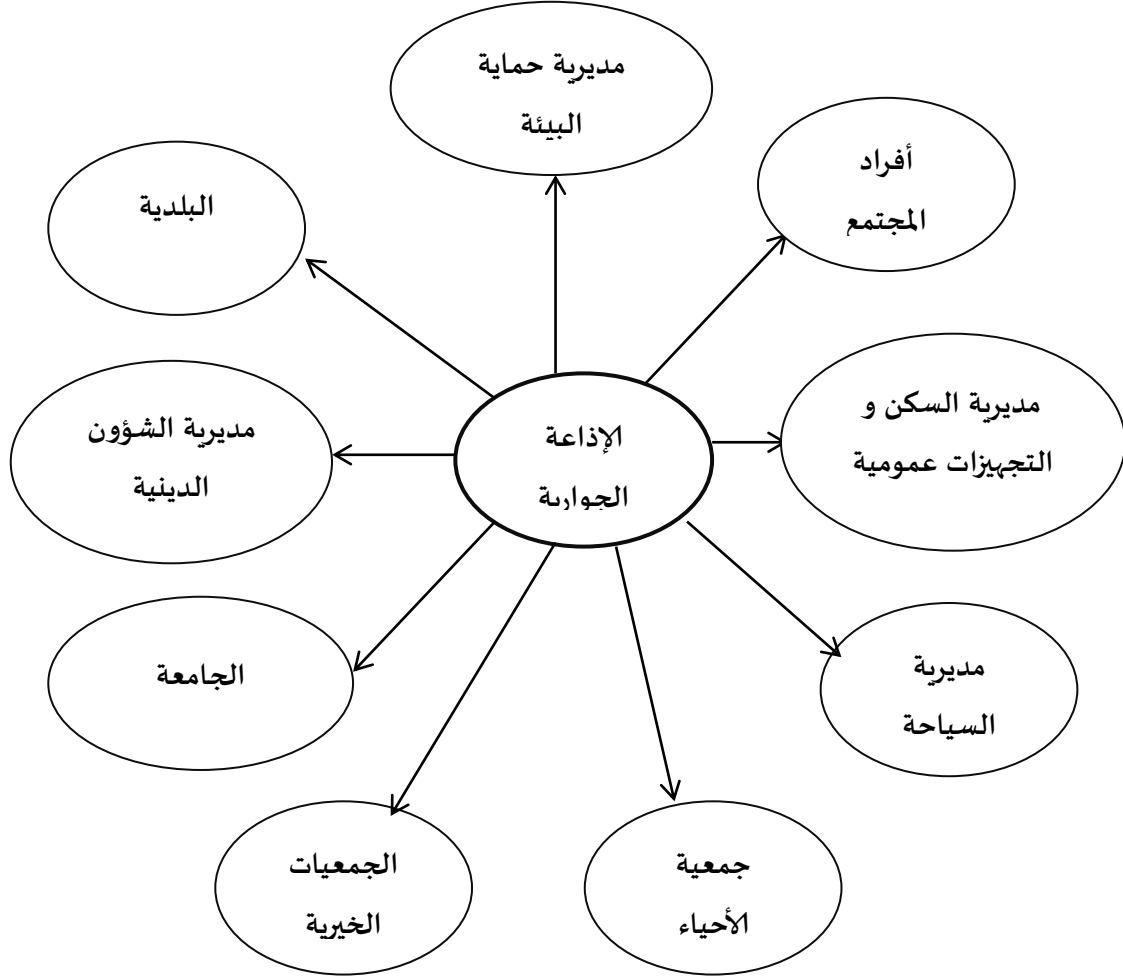 مديرية حماية
البيئة
أفراد
المجتمع
البلدية
مديرية السكن و
التجهيزات عمومية
الإذاعة
الجوارية
مديرية الشؤون
الدينية
مديرية
السياحة
الجامعة
جمعية
الأحياء
الجمعيات
الخيرية